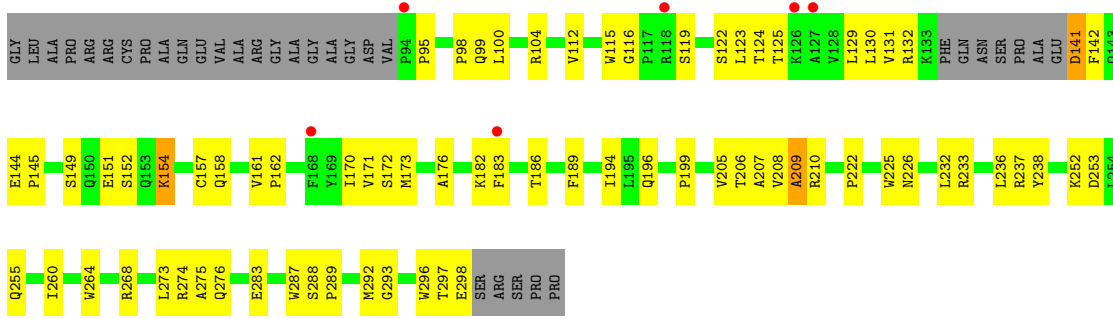 GLY LEU ALA PRO ARG ARG CYS PRO ALA GLN GLU VAL ALA ARG GLY ALA GLY ALA GLY ASP VAL P94 P95 P98 Q99 L100 R104 V112 W115 G116 P117 R118 S119 S122 L123 T124 T125 K126 A127 V128 L129 L130 V131 R132 K133 PHE GLN ASN SER PRO ALA GLU D141 F142 Q143
E144 P145 S149 Q150 E151 S152 Q153 K154 C157 Q158 V161 P162 F168 Y169 I170 V171 S172 M173 A176 K182 F183 T186 F189 I194 L195 Q196 P199 V205 T206 A207 V208 A209 R210 P222 W225 N226 L232 R233 L236 R237 Y238 K252 D253 L254
Q255 I260 W264 R268 L273 R274 A275 Q276 E283 W287 S288 P289 M292 G293 W296 T297 E298 SER ARG SER PRO PRO